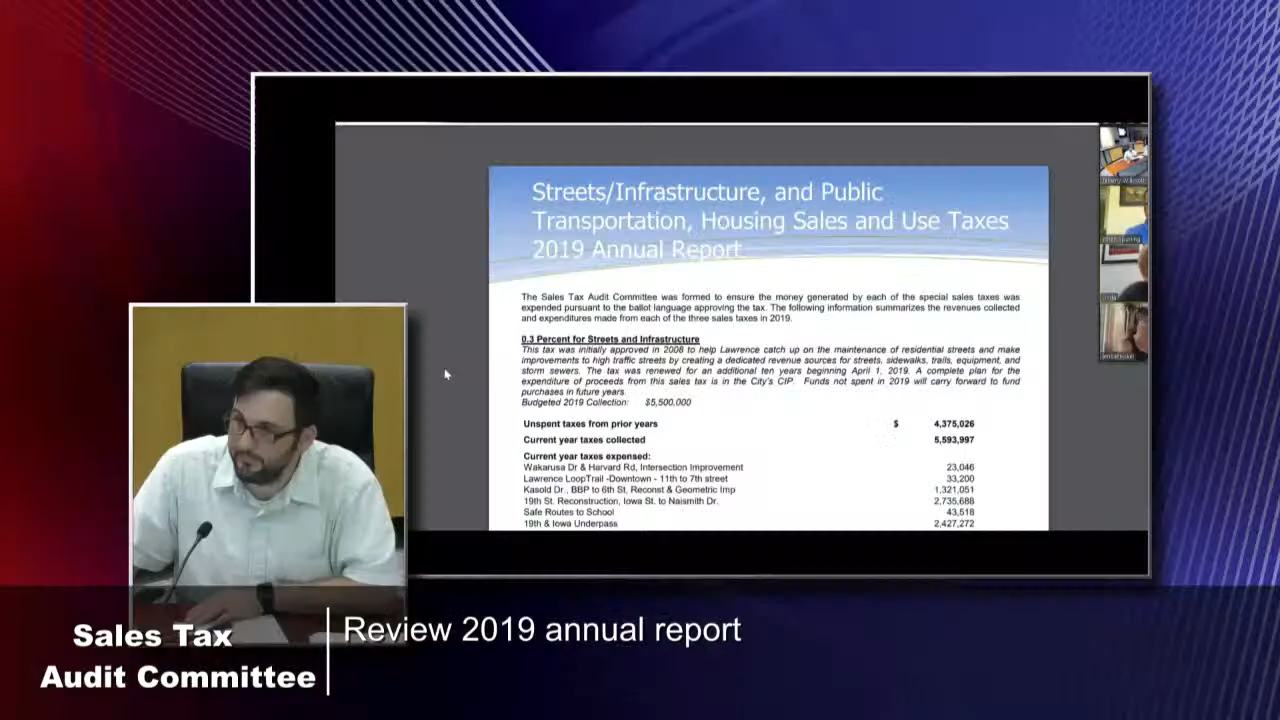 Streets/Infrastructure, and Public
Transportation, Housing Sales and Use Taxes
2019 Annual Report
The Sales Tax Audit Committee was formed to ensure the money generated by each of the special sales taxes was
expended pursuant to the ballot language approving the tax. The following information summarizes the revenues collected
and expenditures made from each of the three sales taxes in 2019.
0.3 Percent for Streets and Infrastructure
This tax was initially approved in 2008 to help Lawrence catch up on the maintenance of residential streets and make
improvements to high traffic streets by creating a dedicated revenue sources for streets, sidewalks, trails, equipment, and
storm sewers. The tax was renewed for an additional ten years beginning April 1, 2019. A complete plan for the
expenditure of proceeds from this sales tax is in the City's CIP. Funds not spent in 2019 will carry forward to fund
purchases in future years.
Budgeted 2019 Collection: $5,500,000
Unspent taxes from prior years $ 4,375,026
Current year taxes collected 5,593,997
Current year taxes expensed:
Wakarusa Dr & Harvard Rd, Intersection Improvement 23,046
Lawrence LoopTrail -Downtown - 11th to 7th street 33,200
Kasold Dr., BBP to 6th St, Reconst & Geometric Imp 1,321,051
19th St. Reconstruction, Iowa St. to Naismith Dr. 2,735,688
Safe Routes to School 43,518
19th & Iowa Underpass 2,427,272
Sales Tax
Audit Committee
Review 2019 annual report